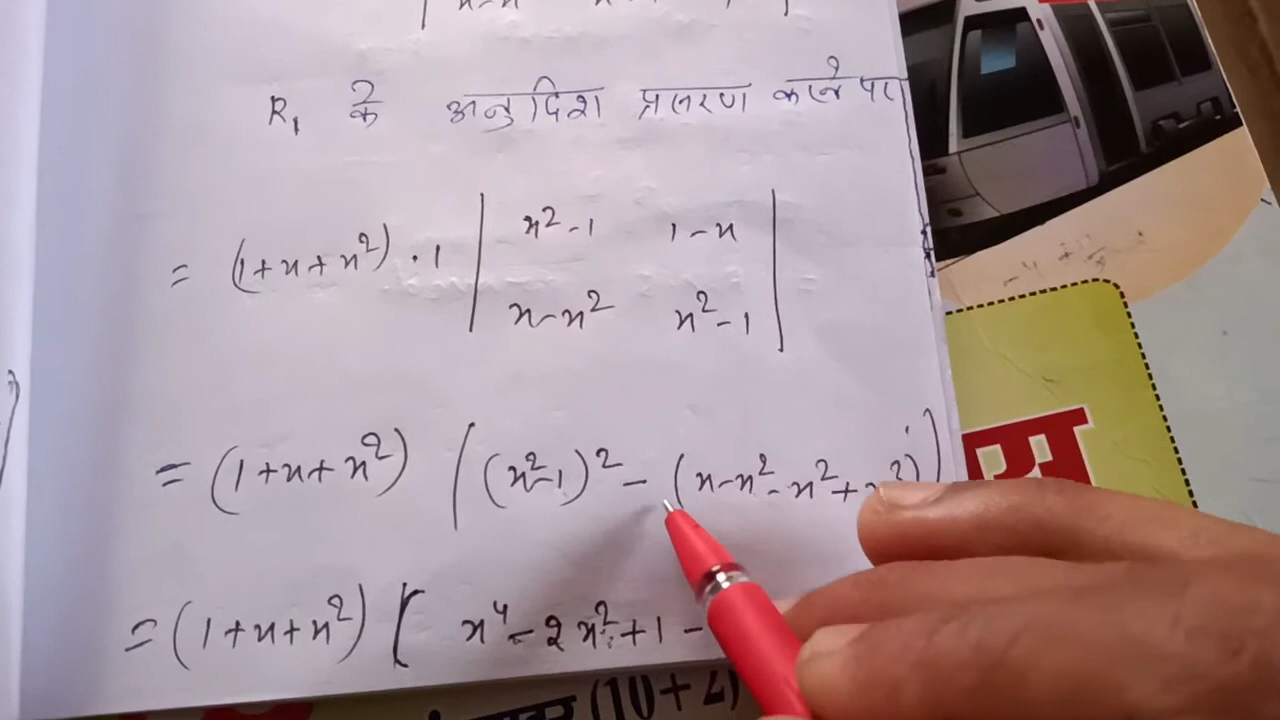 R₁ के अनुदिश प्रसरण करने पर
= (1+x+x²) · 1 | x²-1 1-x |
| x-x² x²-1 |
= (1+x+x²) ((x²-1)² - (x-x²-x²+
= (1+x+x²) [ x⁴-2x²+1-
(10+2)